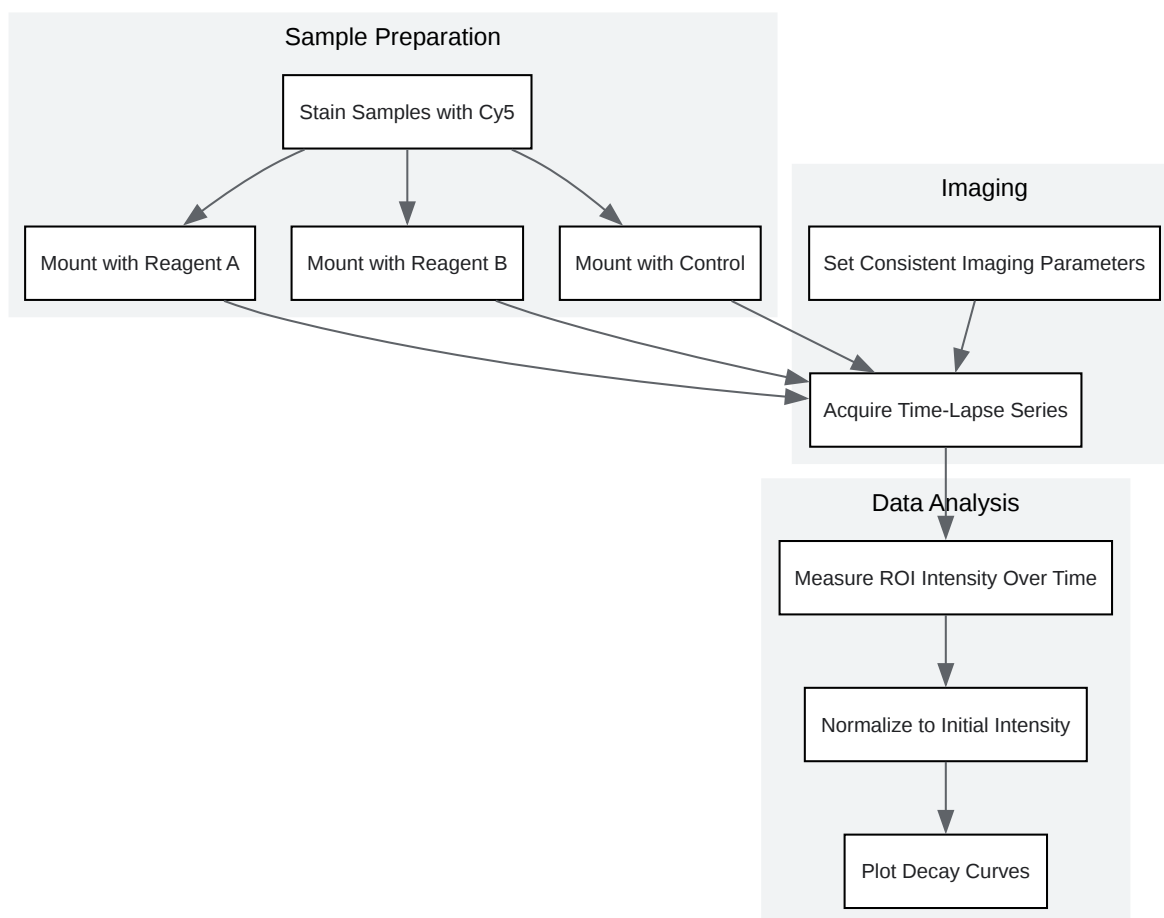 Sample Preparation
Stain Samples with Cy5
Mount with Reagent A
Mount with Reagent B
Mount with Control
Imaging
Set Consistent Imaging Parameters
Acquire Time-Lapse Series
Data Analysis
Measure ROI Intensity Over Time
Normalize to Initial Intensity
Plot Decay Curves